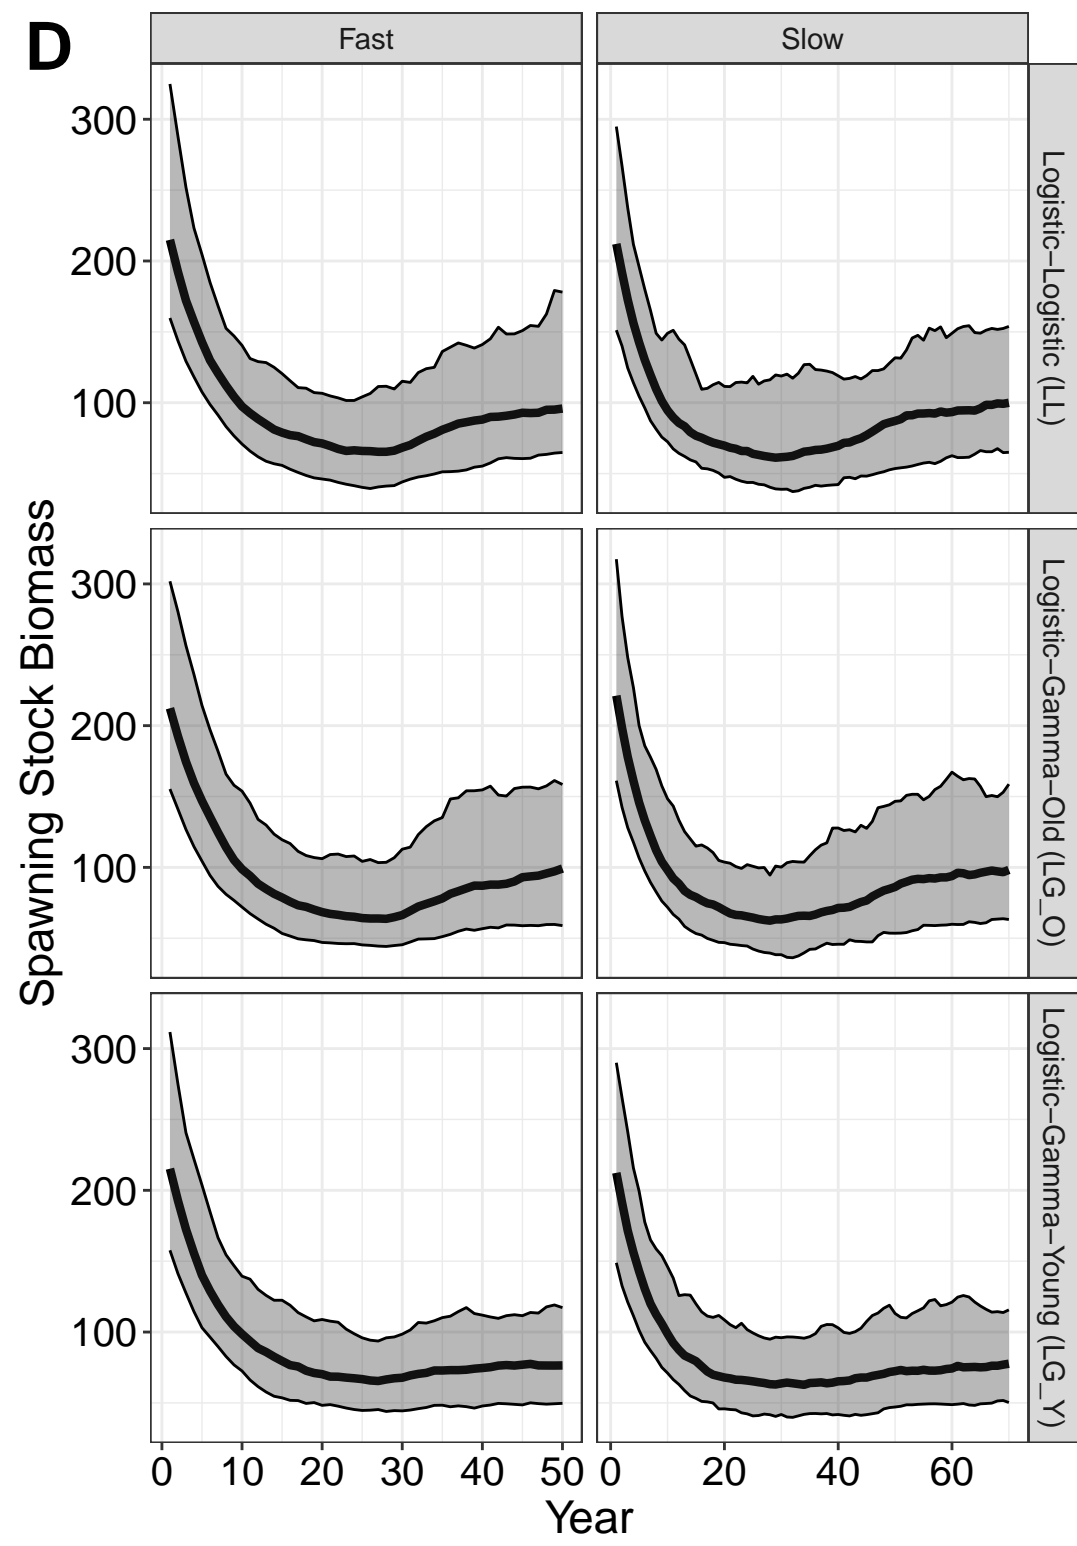 D
Fast
Slow
Spawning Stock Biomass
300
200
100
Logistic−Logistic (LL)
300
200
100
Logistic−Gamma−Old (LG_O)
300
200
100
Logistic−Gamma−Young (LG_Y)
0 10 20 30 40 50
0 20 40 60
Year